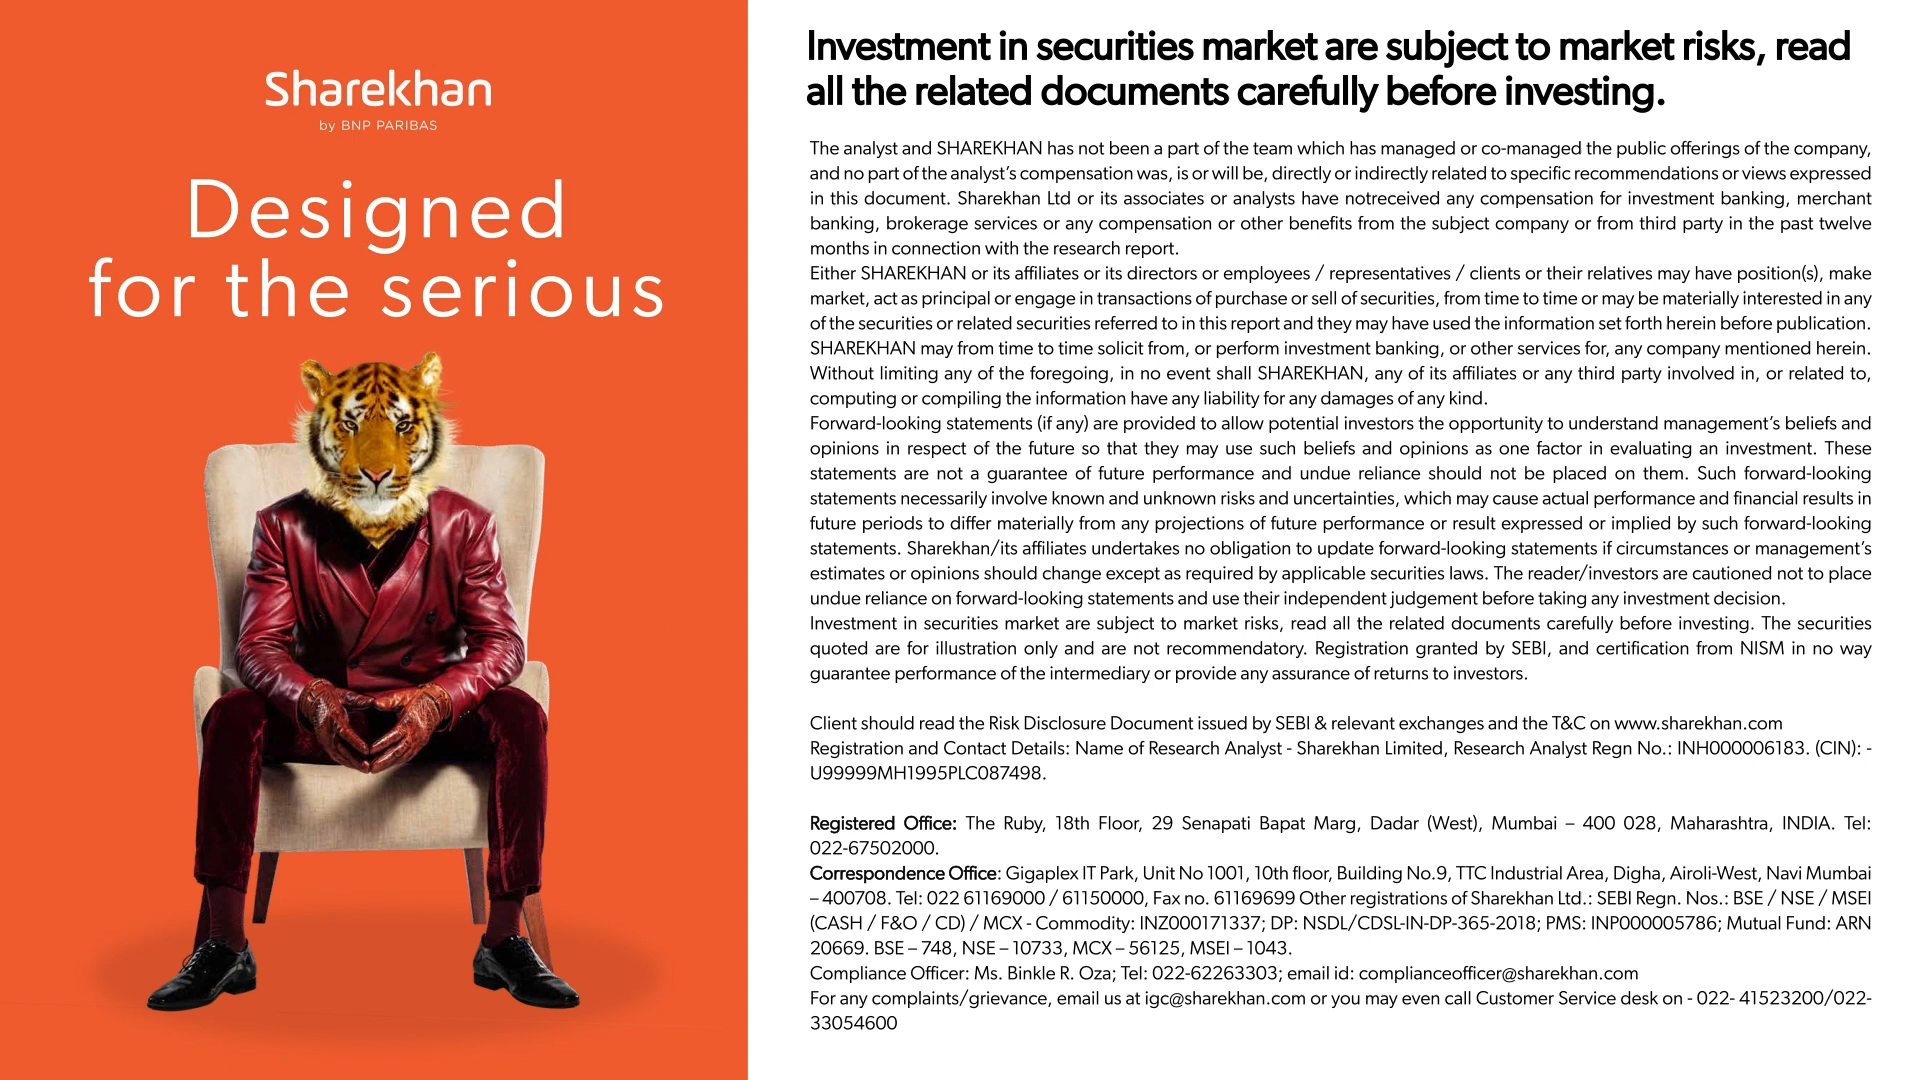 Sharekhan
by BNP PARIBAS
Designed
for the serious
Investment in securities market are subject to market risks, read
all the related documents carefully before investing.
The analyst and SHAREKHAN has not been a part of the team which has managed or co-managed the public offerings of the company,
and no part of the analyst’s compensation was, is or will be, directly or indirectly related to specific recommendations or views expressed
in this document. Sharekhan Ltd or its associates or analysts have notreceived any compensation for investment banking, merchant
banking, brokerage services or any compensation or other benefits from the subject company or from third party in the past twelve
months in connection with the research report.
Either SHAREKHAN or its affiliates or its directors or employees / representatives / clients or their relatives may have position(s), make
market, act as principal or engage in transactions of purchase or sell of securities, from time to time or may be materially interested in any
of the securities or related securities referred to in this report and they may have used the information set forth herein before publication.
SHAREKHAN may from time to time solicit from, or perform investment banking, or other services for, any company mentioned herein.
Without limiting any of the foregoing, in no event shall SHAREKHAN, any of its affiliates or any third party involved in, or related to,
computing or compiling the information have any liability for any damages of any kind.
Forward-looking statements (if any) are provided to allow potential investors the opportunity to understand management’s beliefs and
opinions in respect of the future so that they may use such beliefs and opinions as one factor in evaluating an investment. These
statements are not a guarantee of future performance and undue reliance should not be placed on them. Such forward-looking
statements necessarily involve known and unknown risks and uncertainties, which may cause actual performance and financial results in
future periods to differ materially from any projections of future performance or result expressed or implied by such forward-looking
statements. Sharekhan/its affiliates undertakes no obligation to update forward-looking statements if circumstances or management’s
estimates or opinions should change except as required by applicable securities laws. The reader/investors are cautioned not to place
undue reliance on forward-looking statements and use their independent judgement before taking any investment decision.
Investment in securities market are subject to market risks, read all the related documents carefully before investing. The securities
quoted are for illustration only and are not recommendatory. Registration granted by SEBI, and certification from NISM in no way
guarantee performance of the intermediary or provide any assurance of returns to investors.
Client should read the Risk Disclosure Document issued by SEBI & relevant exchanges and the T&C on www.sharekhan.com
Registration and Contact Details: Name of Research Analyst - Sharekhan Limited, Research Analyst Regn No.: INH000006183. (CIN): -
U99999MH1995PLC087498.
Registered Office: The Ruby, 18th Floor, 29 Senapati Bapat Marg, Dadar (West), Mumbai – 400 028, Maharashtra, INDIA. Tel:
022-67502000.
Correspondence Office: Gigaplex IT Park, Unit No 1001, 10th floor, Building No.9, TTC Industrial Area, Digha, Airoli-West, Navi Mumbai
– 400708. Tel: 022 61169000 / 61150000, Fax no. 61169699 Other registrations of Sharekhan Ltd.: SEBI Regn. Nos.: BSE / NSE / MSEI
(CASH / F&O / CD) / MCX - Commodity: INZ000171337; DP: NSDL/CDSL-IN-DP-365-2018; PMS: INP000005786; Mutual Fund: ARN
20669. BSE – 748, NSE – 10733, MCX – 56125, MSEI – 1043.
Compliance Officer: Ms. Binkle R. Oza; Tel: 022-62263303; email id: complianceofficer@sharekhan.com
For any complaints/grievance, email us at igc@sharekhan.com or you may even call Customer Service desk on - 022- 41523200/022-
33054600